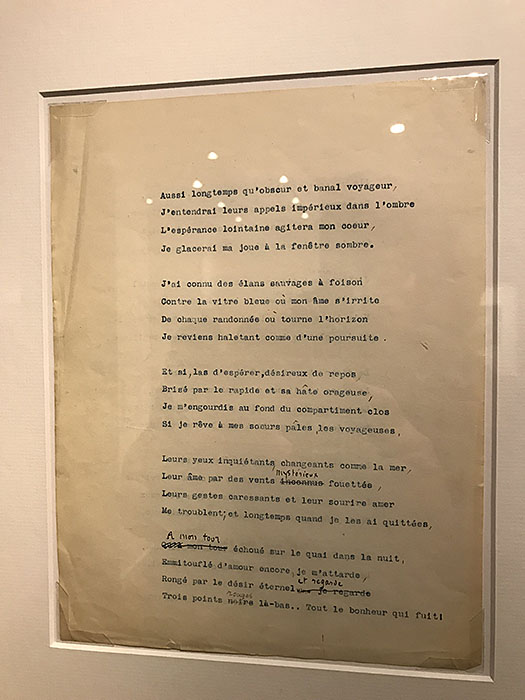 Aussi longtemps qu'obscur et banal voyageur,
J'entendrai leurs appels impérieux dans l'ombre
L'espérance lointaine agitera mon coeur,
Je glacerai ma joue à la fenêtre sombre.
J'ai connu des élans sauvages à foison
Contre la vitre bleue où mon âme s'irrite
De chaque randonnée où tourne l'horizon
Je reviens haletant comme d'une poursuite.
Et si,las d'espérer,désireux de repos,
Brisé par le rapide et sa hâte orageuse,
Je m'engourdis au fond du compartiment clos
Si je rêve à mes soeurs pâles,les voyageuses,
Leurs yeux inquiétants,changeants comme la mer,
mystérieux
Leur âme par des vents inconnus fouettés,
Leurs gestes caressants et leur sourire amer
Me troublent;et longtemps quand je les ai quittées,
A mon tour
mon tour échoué sur le quai dans la nuit,
Emmitouflé d'amour encore,je m'attarde,
et regarde
Rongé par le désir éternel que je regarde
rouges
Trois points noire là-bas.. Tout le bonheur qui fuit!